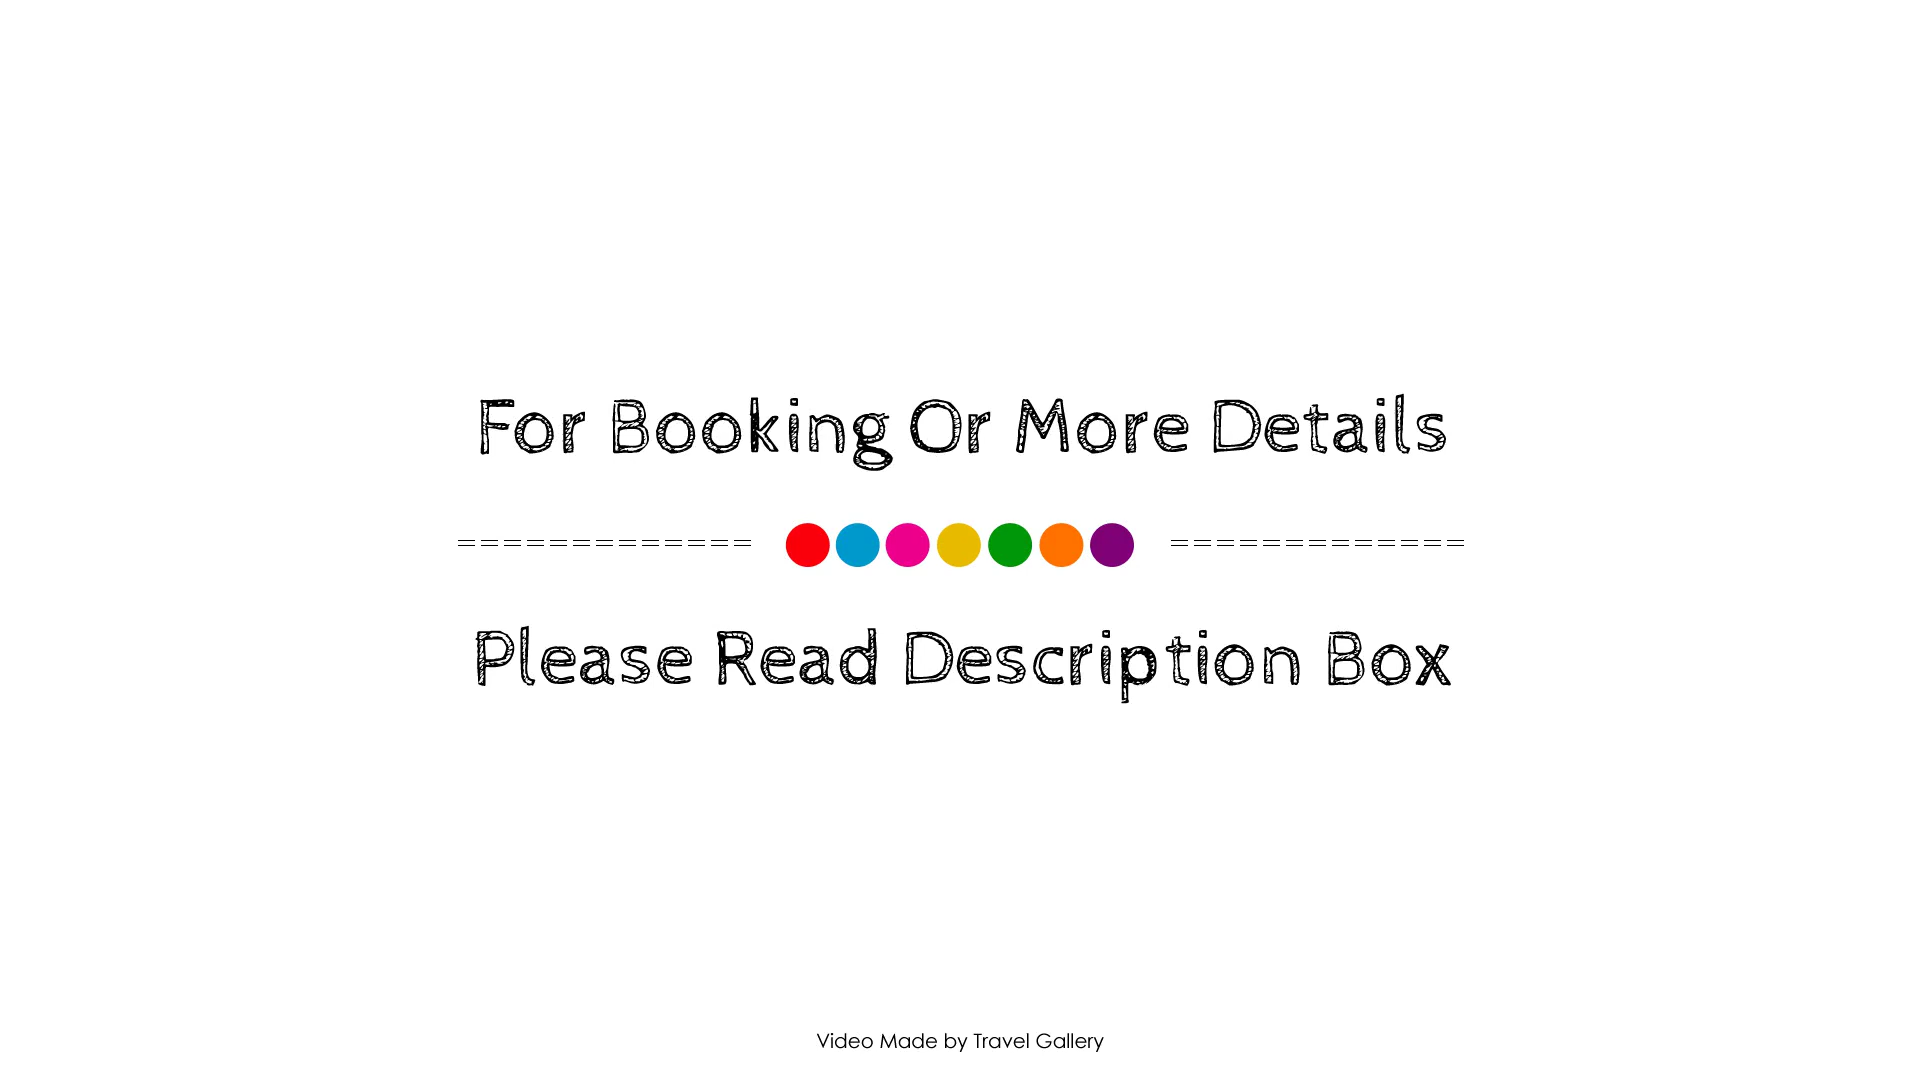 For Booking Or More Details
============= =============
Please Read Description Box
Video Made by Travel Gallery